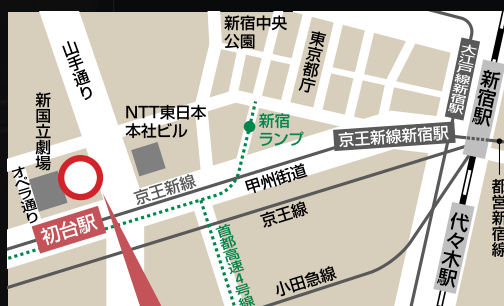 新宿中央
公園
東京都庁
大江戸線新宿駅
新宿駅
山手通り
NTT東日本
本社ビル
新宿
ランプ
京王新線新宿駅
新国立劇場
オペラ通り
京王新線
甲州街道
京王線
都営新宿線
初台駅
首都高速4号線
代々木駅
小田急線